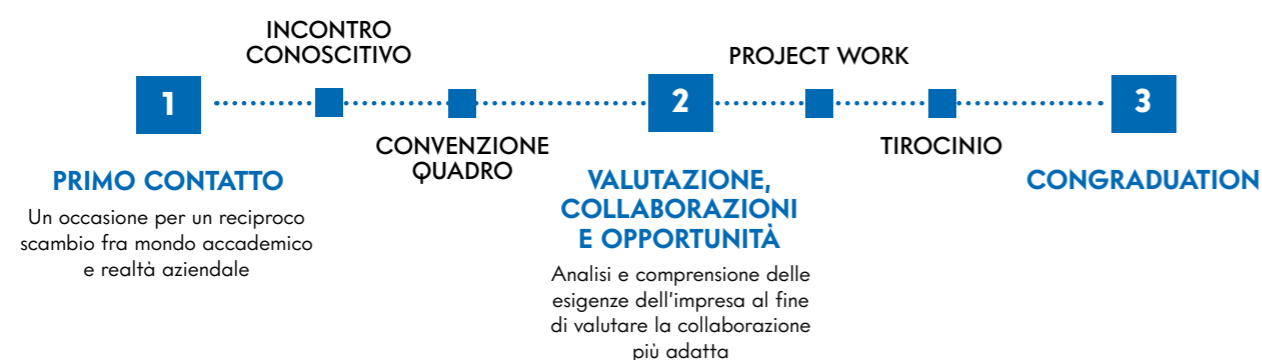 INCONTRO
CONOSCITIVO
PROJECT WORK
1
2
3
CONVENZIONE
QUADRO
TIROCINIO
PRIMO CONTATTO
Un occasione per un reciproco
scambio fra mondo accademico
e realtà aziendale
VALUTAZIONE,
COLLABORAZIONI
E OPPORTUNITÀ
Analisi e comprensione delle
esigenze dell'impresa al fine
di valutare la collaborazione
più adatta
CONGRADUATION